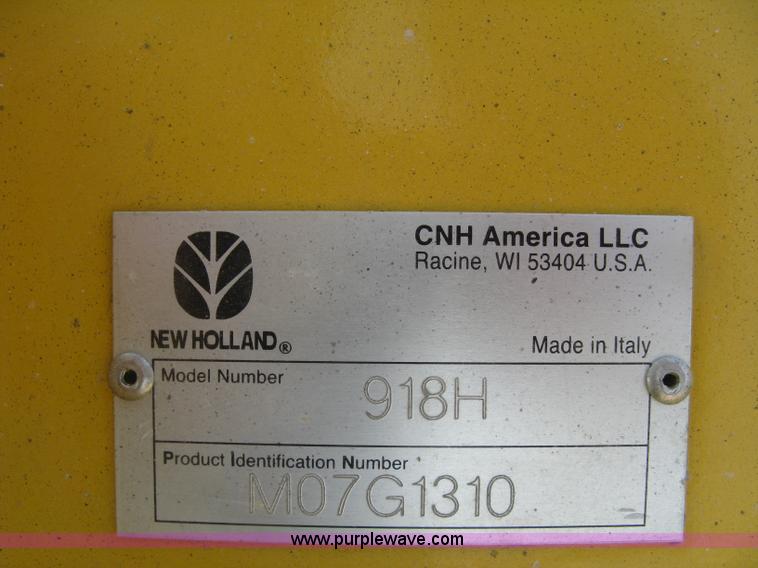 CNH America LLC
Racine, WI 53404 U.S.A.
NEW HOLLAND®
Made in Italy
Model Number
918H
Product Identification Number
M07G1310
www.purplewave.com